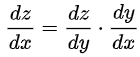 dz/dx = dz/dy · dy/dx